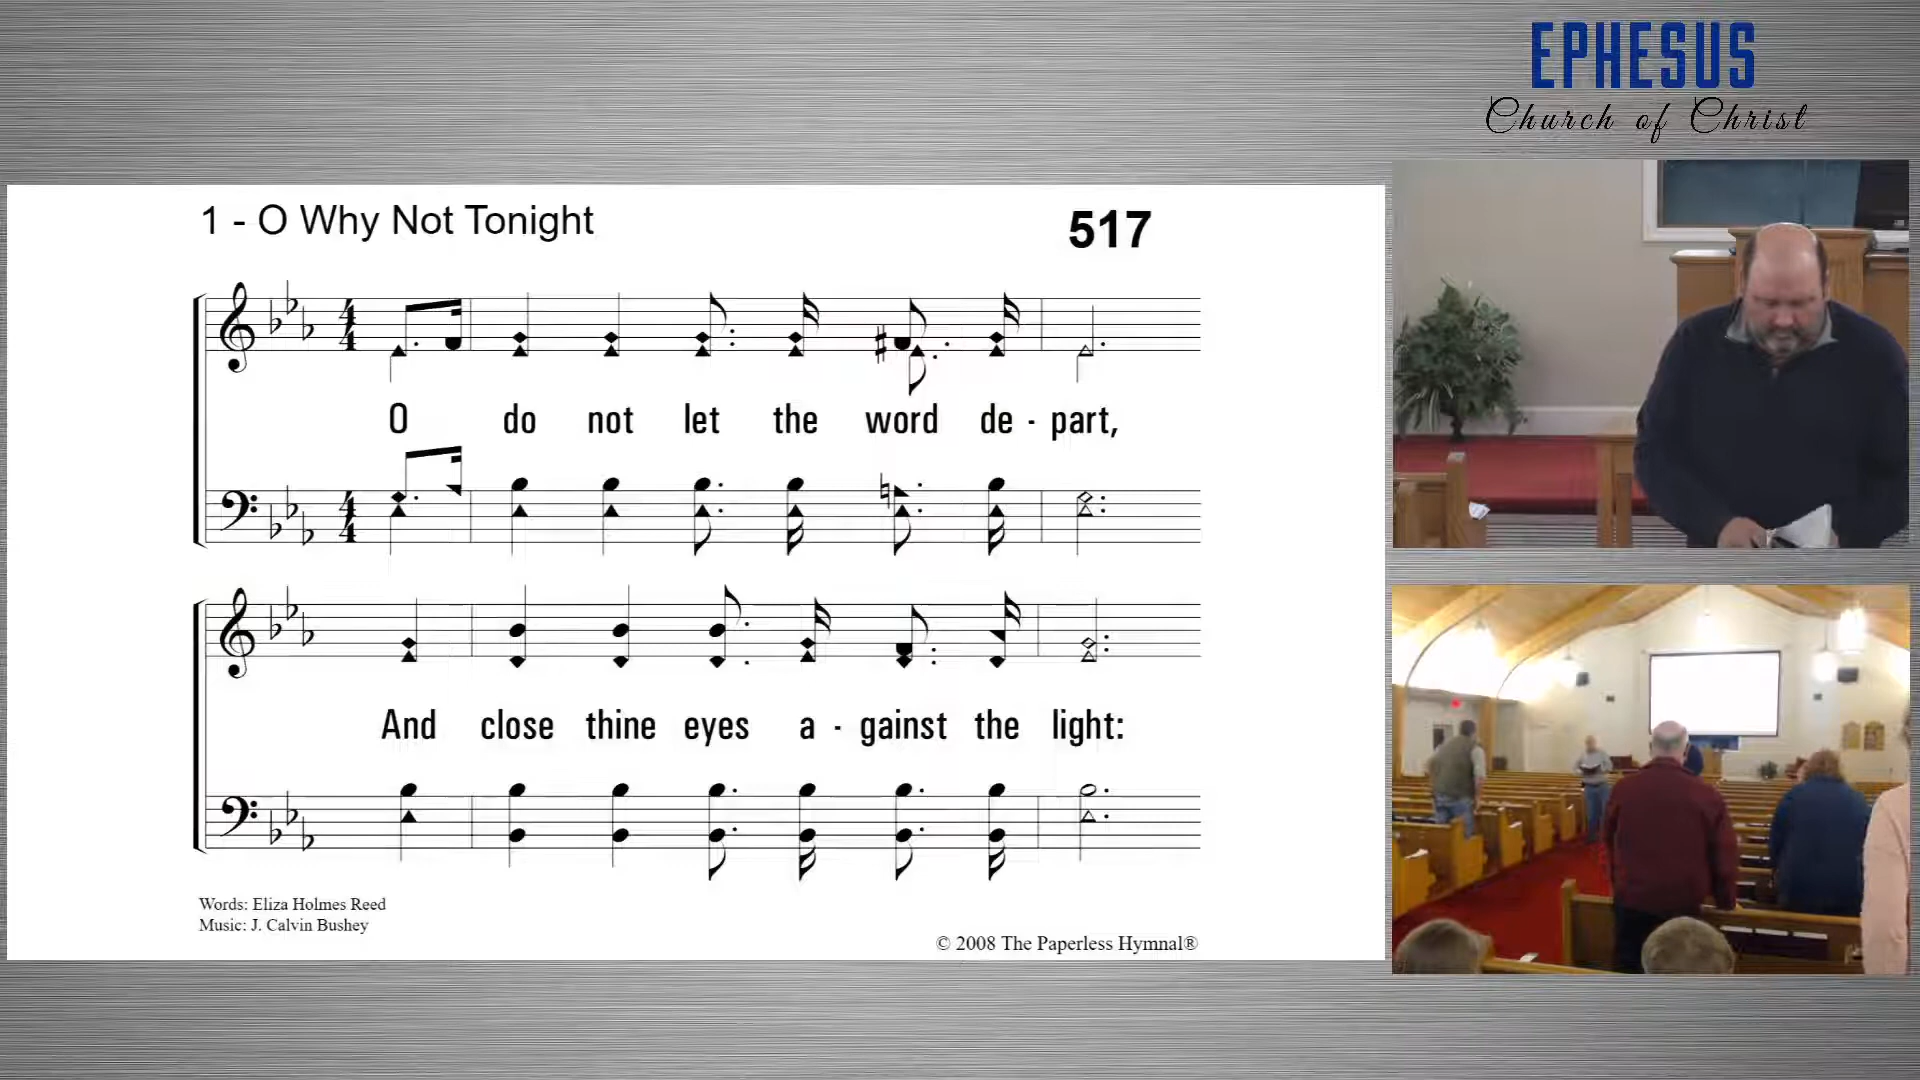 EPHESUS
Church of Christ
1 - O Why Not Tonight
517
O do not let the word de - part,
And close thine eyes a - gainst the light:
Words: Eliza Holmes Reed
Music: J. Calvin Bushey
© 2008 The Paperless Hymnal®